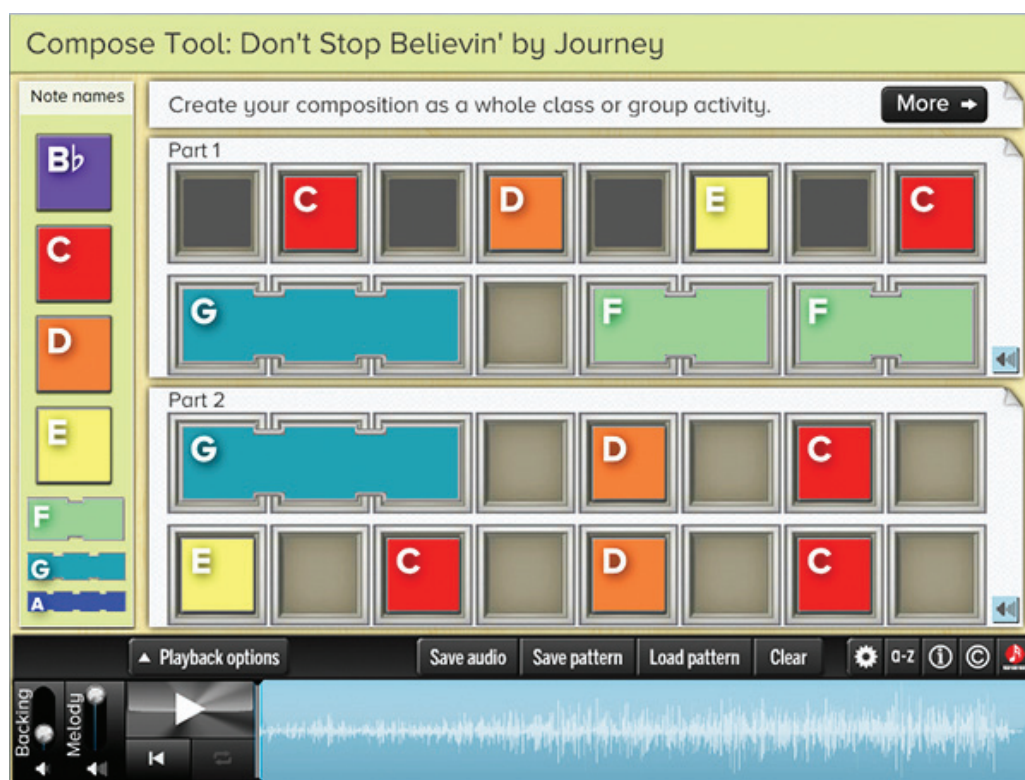 Compose Tool: Don't Stop Believin' by Journey
Note names
B♭
C
D
E
F
G
A
Create your composition as a whole class or group activity.
More
Part 1
C D E C
G F F
Part 2
G D C
E C D C
Playback options
Save audio
Save pattern
Load pattern
Clear
a-z
i
©
Backing
Melody